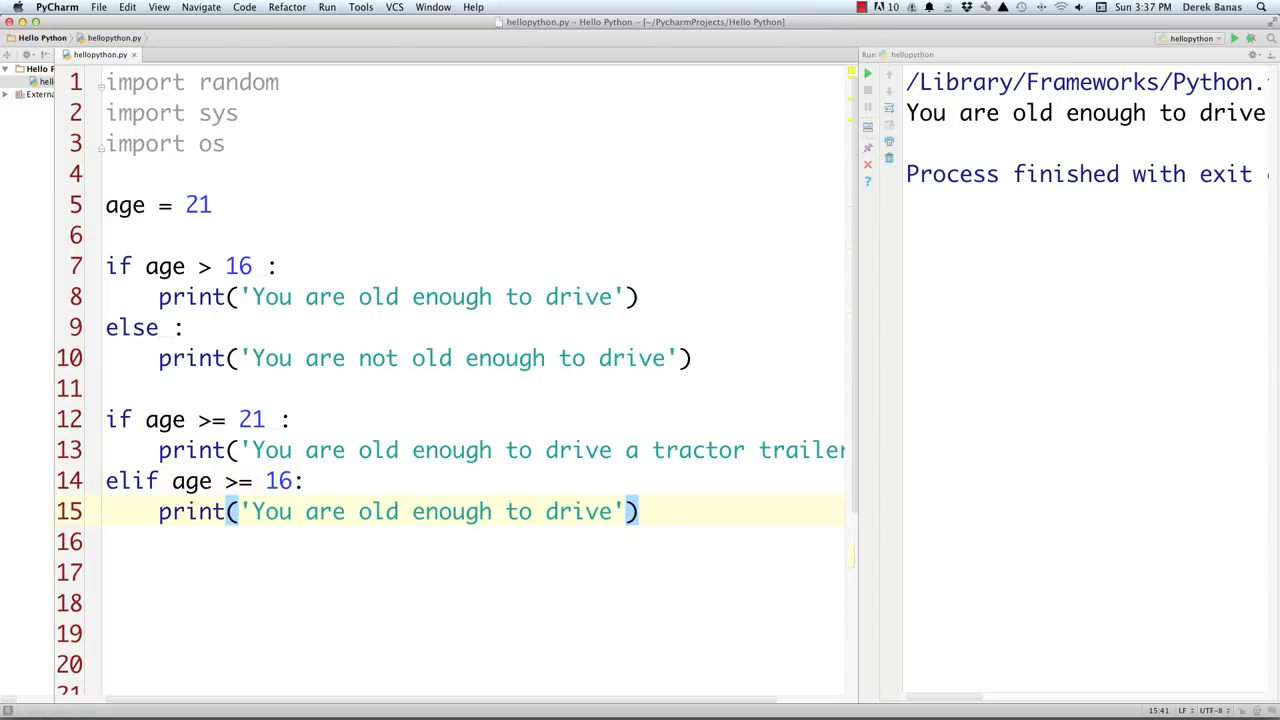 PyCharm File Edit View Navigate Code Refactor Run Tools VCS Window Help 10 Sun 3:37 PM Derek Banas
hellopython.py - Hello Python - [~/PycharmProjects/Hello Python]
Hello Python hellopython.py hellopython
hellopython.py Run hellopython
Hello P
hell
Externa
1 import random
2 import sys
3 import os
4
5 age = 21
6
7 if age > 16 :
8 print('You are old enough to drive')
9 else :
10 print('You are not old enough to drive')
11
12 if age >= 21 :
13 print('You are old enough to drive a tractor trailer
14 elif age >= 16:
15 print('You are old enough to drive')
16
17
18
19
20
21
/Library/Frameworks/Python.
You are old enough to drive
Process finished with exit
15:41 LF UTF-8